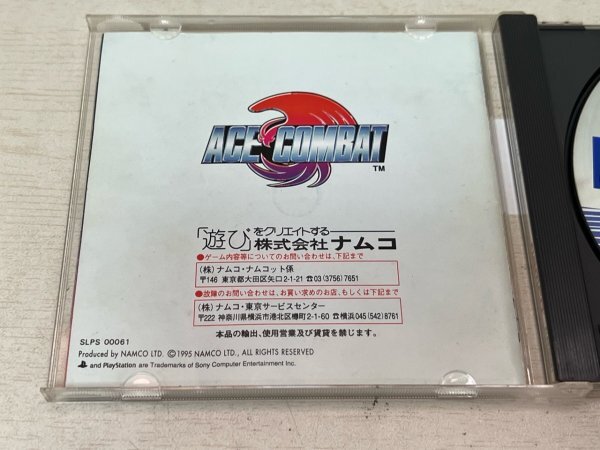 ACE COMBAT
TM
「遊び」をクリエイトする
株式会社ナムコ
●ゲーム内容等についてのお問い合わせは、下記まで
(株)ナムコ・ナムコット係
〒146 東京都大田区矢口2-1-21 ☎03(3756)7651
●故障のお問い合わせは、お買い求めのお店、もしくは下記まで
(株)ナムコ・東京サービスセンター
〒222 神奈川県横浜市港北区樽町2-1-60 ☎横浜045(542)8761
本品の輸出、使用営業及び賃貸を禁じます。
SLPS 00061
Produced by NAMCO LTD. ©1995 NAMCO LTD., ALL RIGHTS RESERVED
and PlayStation are Trademarks of Sony Computer Entertainment Inc.